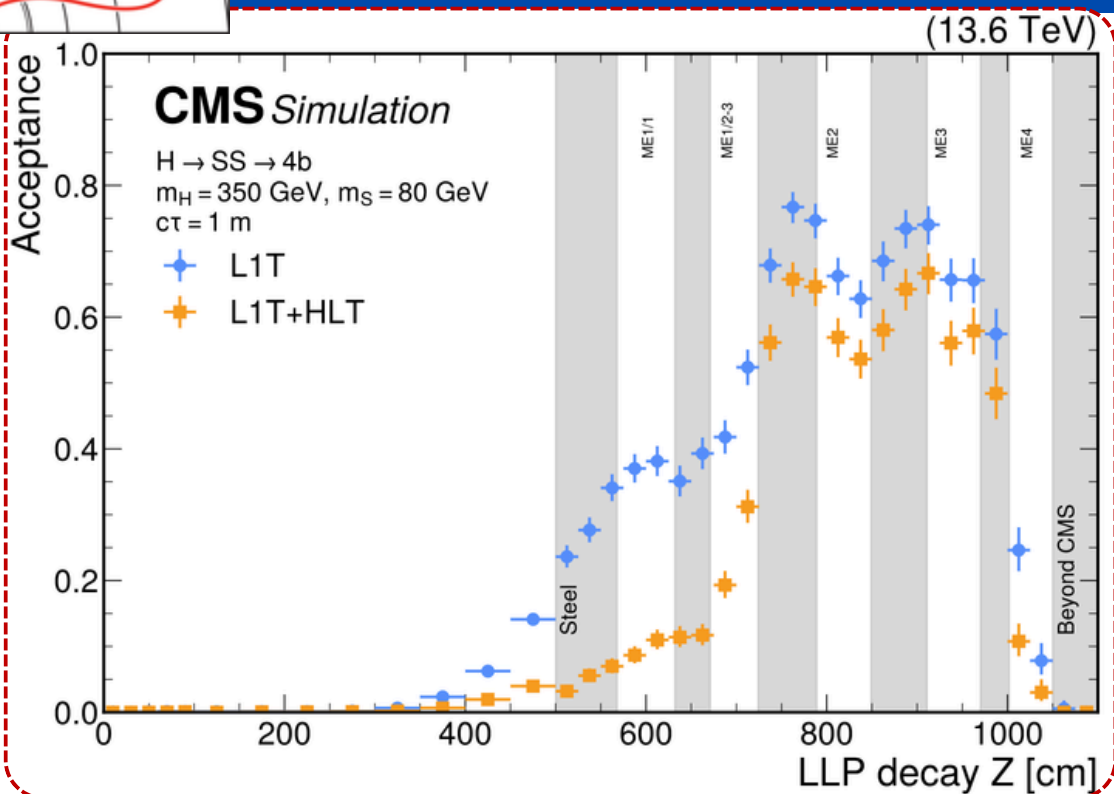 (13.6 TeV)
Acceptance
1.0
0.8
0.6
0.4
0.2
0.0
CMS Simulation
H → SS → 4b
m_H = 350 GeV, m_S = 80 GeV
cτ = 1 m
L1T
L1T+HLT
ME1/1
ME1/2-3
ME2
ME3
ME4
Steel
Beyond CMS
0 200 400 600 800 1000
LLP decay Z [cm]